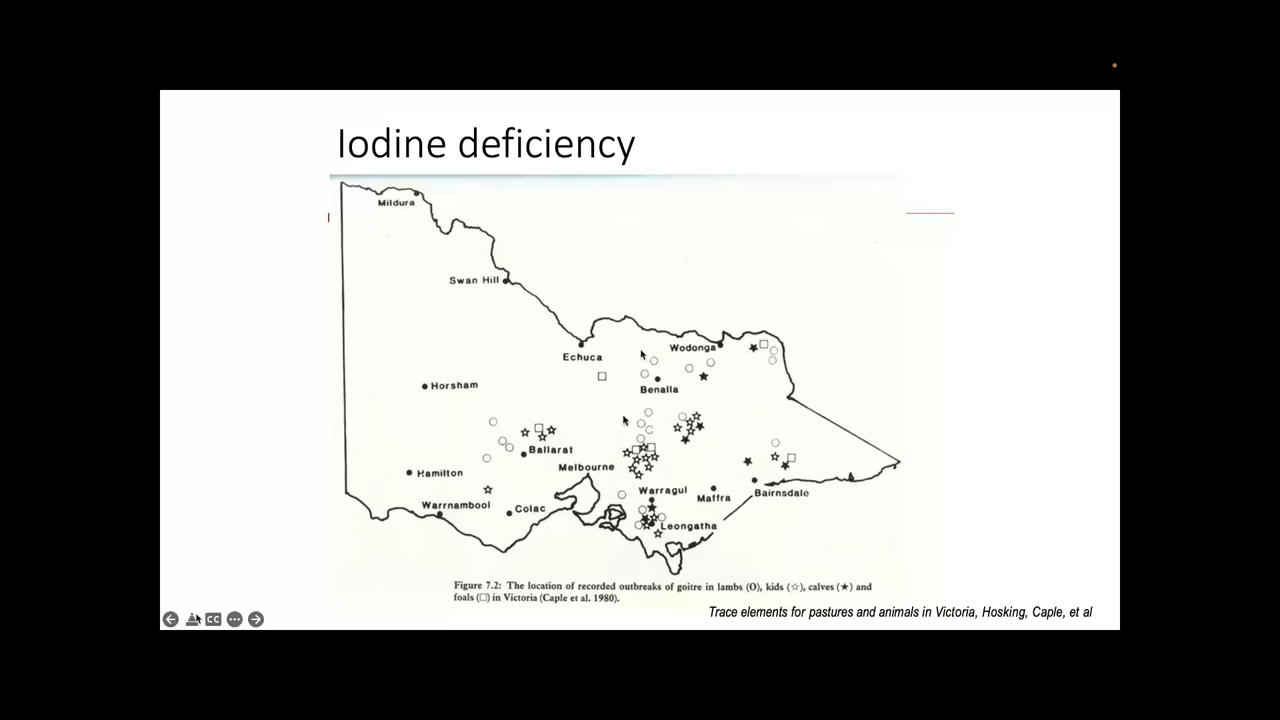 Iodine deficiency
Mildura
Swan Hill
Echuca
Wodonga
Benalla
Horsham
Ballarat
Melbourne
Hamilton
Warragul
Maffra
Bairnsdale
Warrnambool
Colac
Leongatha
Figure 7.2: The location of recorded outbreaks of goitre in lambs (O), kids (☆), calves (★) and
foals (□) in Victoria (Caple et al. 1980).
Trace elements for pastures and animals in Victoria, Hosking, Caple, et al
CC